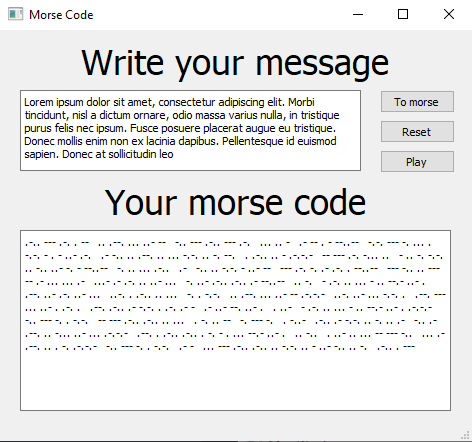 Morse Code
Write your message
Lorem ipsum dolor sit amet, consectetur adipiscing elit. Morbi
tincidunt, nisl a dictum ornare, odio massa varius nulla, in tristique
purus felis nec ipsum. Fusce posuere placerat augue eu tristique.
Donec mollis enim non ex lacinia dapibus. Pellentesque id euismod
sapien. Donec at sollicitudin leo
To morse
Reset
Play
Your morse code
.-.. --- .-. . --   .. .--. ... ..- --   -.. --- .-.. --- .-.   ... .. -   .- -- . - --..--   -.-. --- -. ... .
-.-. - . - ..- .-.   .- -.. .. .--. .. ... -.-. .. -. --.   . .-.. .. - .-.-.-   -- --- .-. -... ..   - .. -. -.-.
.. -.. ..- -. - --..--   -. .. ... .-..   .-   -.. .. -.-. - ..- --   --- .-. -. .- .-. . --..--   --- -.. .. ---
-- .- ... ... .-   ...- .- .-. .. ..- ...   -. ..- .-.. .-.. .- --..--   .. -.   - .-. .. ... - .. --.- ..- .
.--. ..- .-. ..- ...   ..-. . .-.. .. ...   -. . -.-.   .. .--. ... ..- -- .-.-.-   ..-. ..- ... -.-. .   .--. ---
... ..- . .-. .   .--. .-.. .- -.-. . .-. .- -   .- ..- --. ..- .   . ..-   - .-. .. ... - .. --.- ..- . .-.-.-
-.. --- -. . -.-.   -- --- .-.. .-.. .. ...   . -. .. --   -. --- -.   . -..-   .-.. .- -.-. .. -. .. .-   -.. .-
.--. .. -... ..- ... .-.-.-   .--. . .-.. .-.. . -. - . ... --.- ..- .   .. -..   . ..- .. ... -- --- -..   ... .-
.--. .. . -. .-.-.-   -.. --- -. . -.-.   .- -   ... --- .-.. .-.. .. -.-. .. - ..- -.. .. -.   .-.. . ---